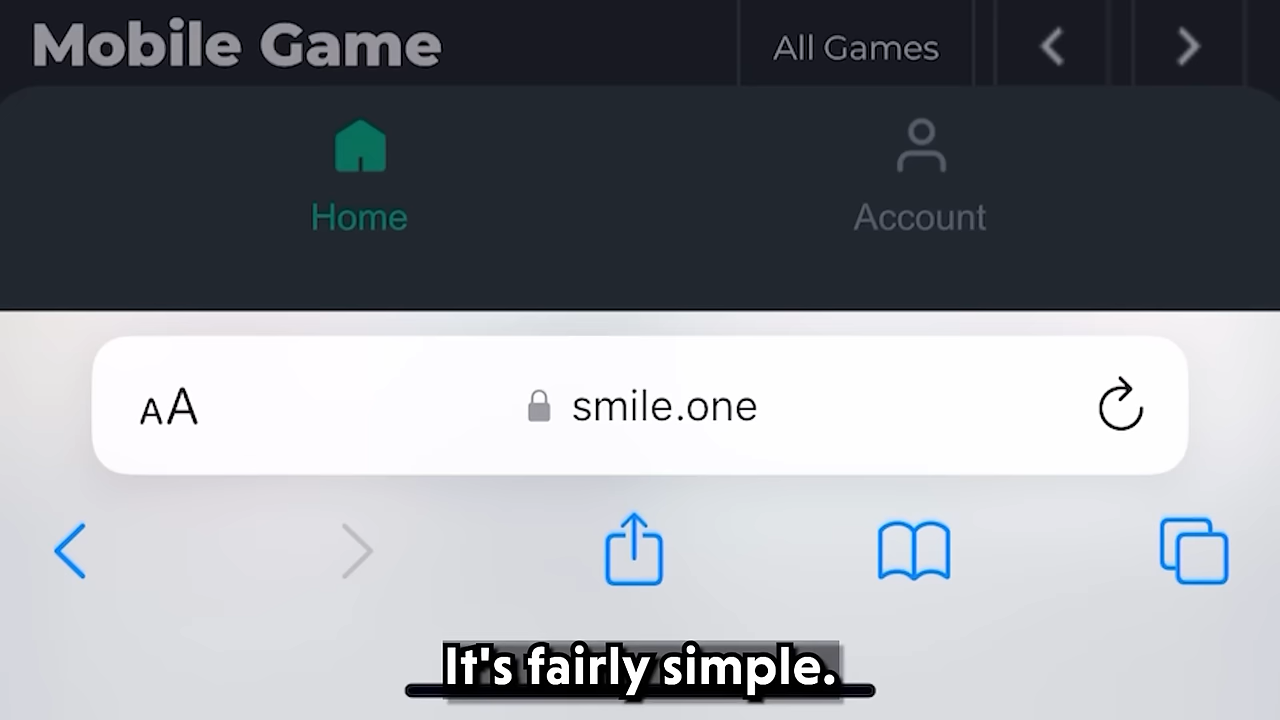 Mobile Game
All Games
Home
Account
AA
smile.one
It's fairly simple.